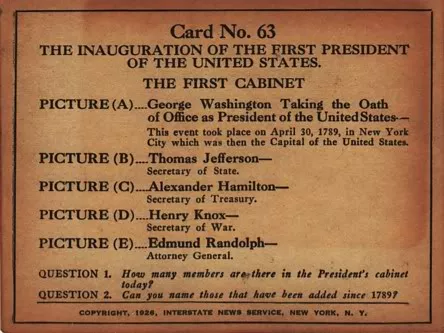 Card No. 63
THE INAUGURATION OF THE FIRST PRESIDENT
OF THE UNITED STATES.
THE FIRST CABINET
PICTURE (A)....George Washington Taking the Oath
of Office as President of the United States—
This event took place on April 30, 1789, in New York
City which was then the Capital of the United States.
PICTURE (B)....Thomas Jefferson—
Secretary of State.
PICTURE (C)....Alexander Hamilton—
Secretary of Treasury.
PICTURE (D)....Henry Knox—
Secretary of War.
PICTURE (E)....Edmund Randolph—
Attorney General.
QUESTION 1. How many members are there in the President's cabinet
today?
QUESTION 2. Can you name those that have been added since 1789?
COPYRIGHT, 1926, INTERSTATE NEWS SERVICE, NEW YORK, N. Y.